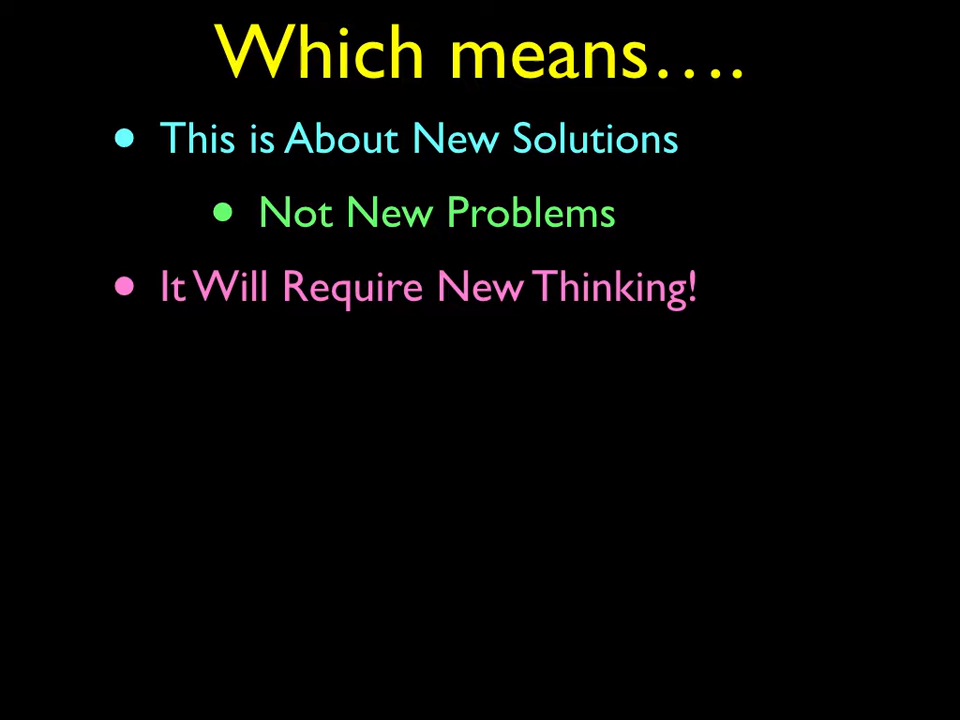 Which means….
• This is About New Solutions
• Not New Problems
• It Will Require New Thinking!